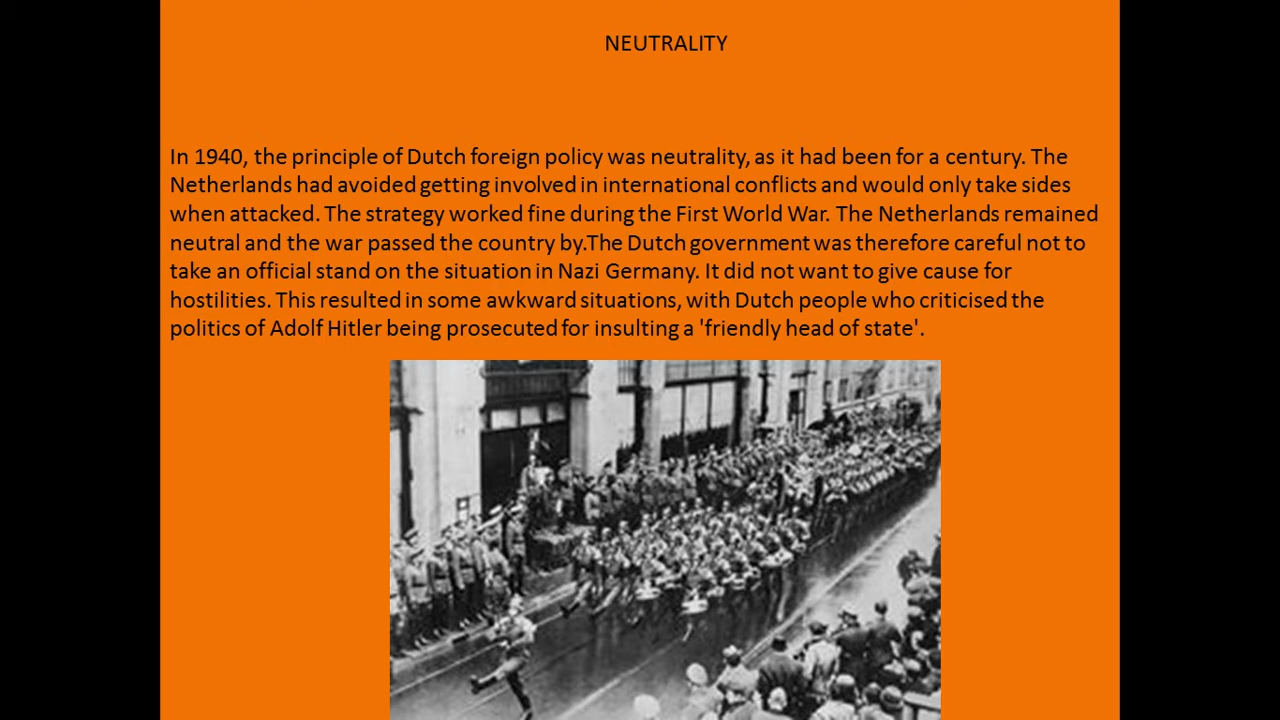 NEUTRALITY
In 1940, the principle of Dutch foreign policy was neutrality, as it had been for a century. The
Netherlands had avoided getting involved in international conflicts and would only take sides
when attacked. The strategy worked fine during the First World War. The Netherlands remained
neutral and the war passed the country by.The Dutch government was therefore careful not to
take an official stand on the situation in Nazi Germany. It did not want to give cause for
hostilities. This resulted in some awkward situations, with Dutch people who criticised the
politics of Adolf Hitler being prosecuted for insulting a 'friendly head of state'.